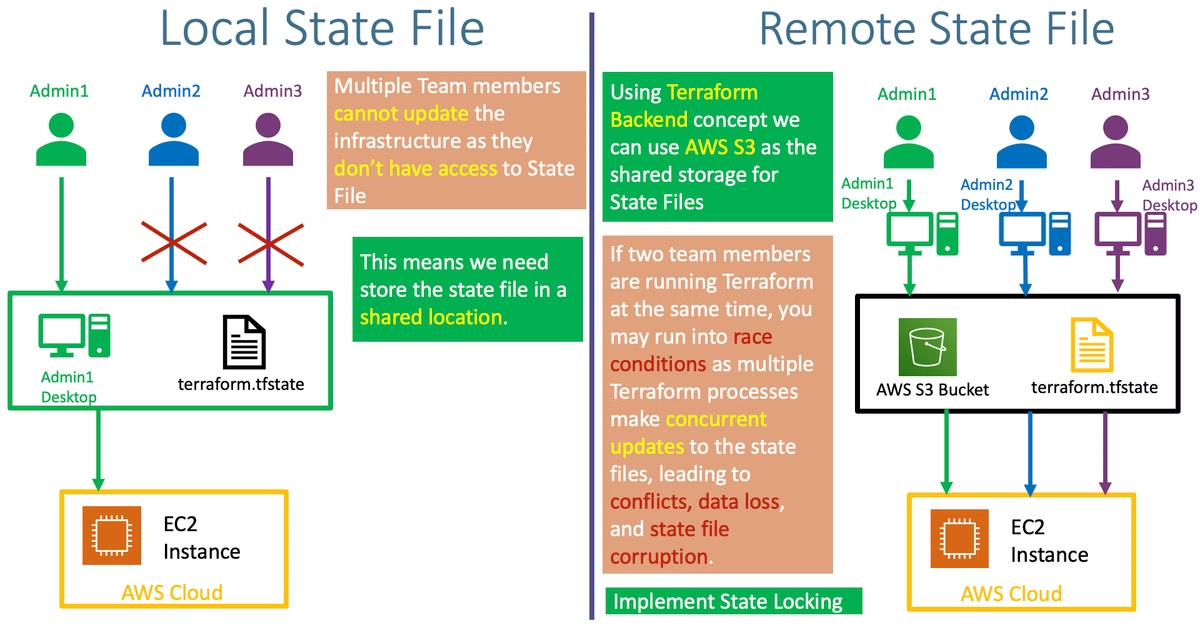 Local State File
Admin1
Admin2
Admin3
Multiple Team members
cannot update the
infrastructure as they
don't have access to State
File
This means we need
store the state file in a
shared location.
Admin1
Desktop
terraform.tfstate
EC2
Instance
AWS Cloud
Remote State File
Using Terraform
Backend concept we
can use AWS S3 as the
shared storage for
State Files
If two team members
are running Terraform
at the same time, you
may run into race
conditions as multiple
Terraform processes
make concurrent
updates to the state
files, leading to
conflicts, data loss,
and state file
corruption.
Implement State Locking
Admin1
Admin2
Admin3
Admin1
Desktop
Admin2
Desktop
Admin3
Desktop
AWS S3 Bucket
terraform.tfstate
EC2
Instance
AWS Cloud